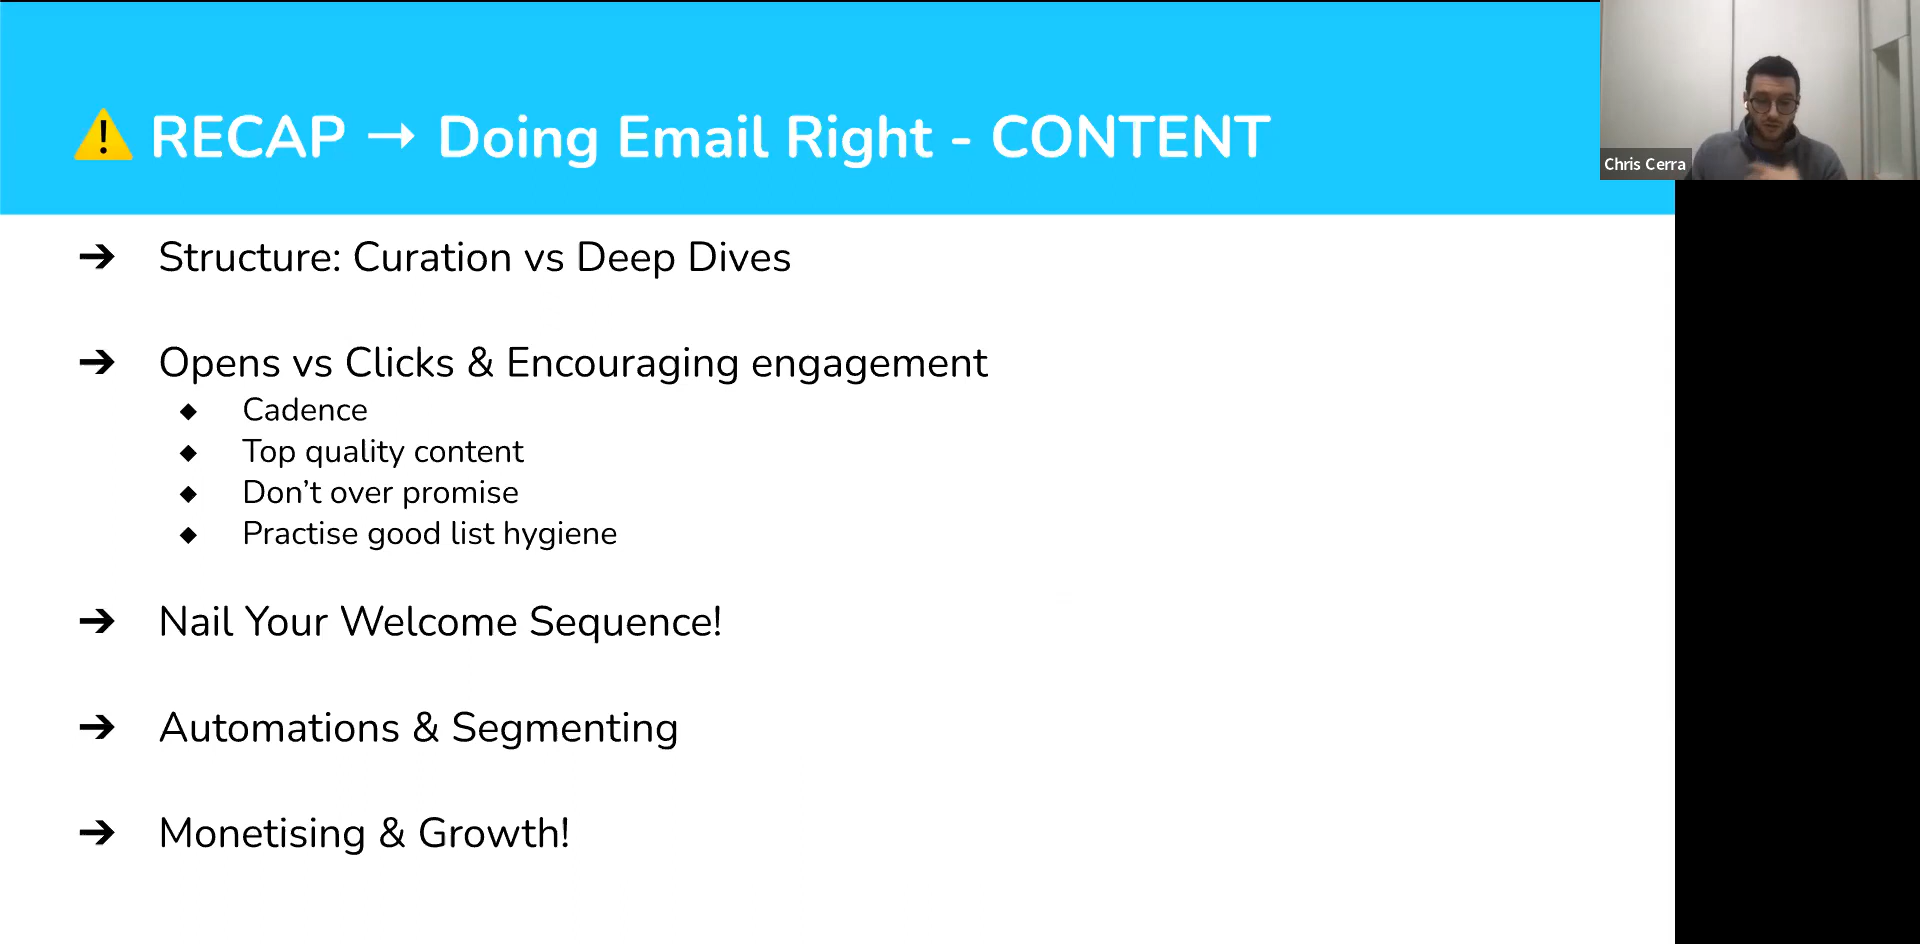 ⚠️ RECAP → Doing Email Right - CONTENT
Chris Cerra
➔ Structure: Curation vs Deep Dives
➔ Opens vs Clicks & Encouraging engagement
◆ Cadence
◆ Top quality content
◆ Don’t over promise
◆ Practise good list hygiene
➔ Nail Your Welcome Sequence!
➔ Automations & Segmenting
➔ Monetising & Growth!